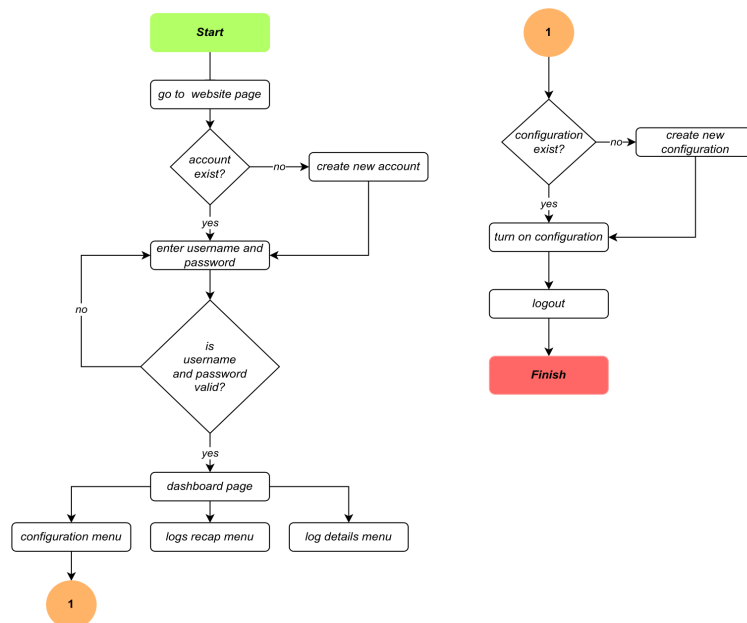 Start
go to website page
account
exist?
no
create new account
yes
enter username and
password
no
is
username
and password
valid?
yes
dashboard page
configuration menu
logs recap menu
log details menu
1
1
configuration
exist?
no
create new
configuration
yes
turn on configuration
logout
Finish